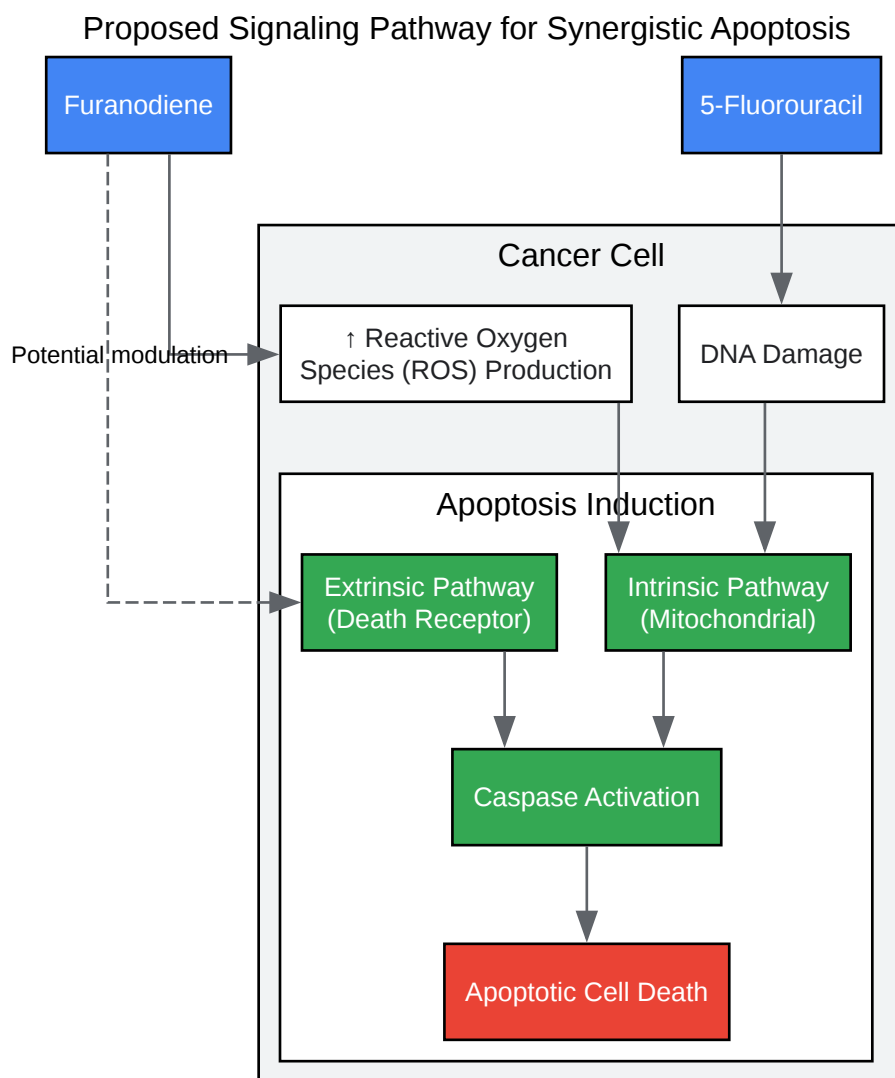 Proposed Signaling Pathway for Synergistic Apoptosis
Furanodiene
5-Fluorouracil
Cancer Cell
↑ Reactive Oxygen
Species (ROS) Production
DNA Damage
Potential modulation
Apoptosis Induction
Extrinsic Pathway
(Death Receptor)
Intrinsic Pathway
(Mitochondrial)
Caspase Activation
Apoptotic Cell Death